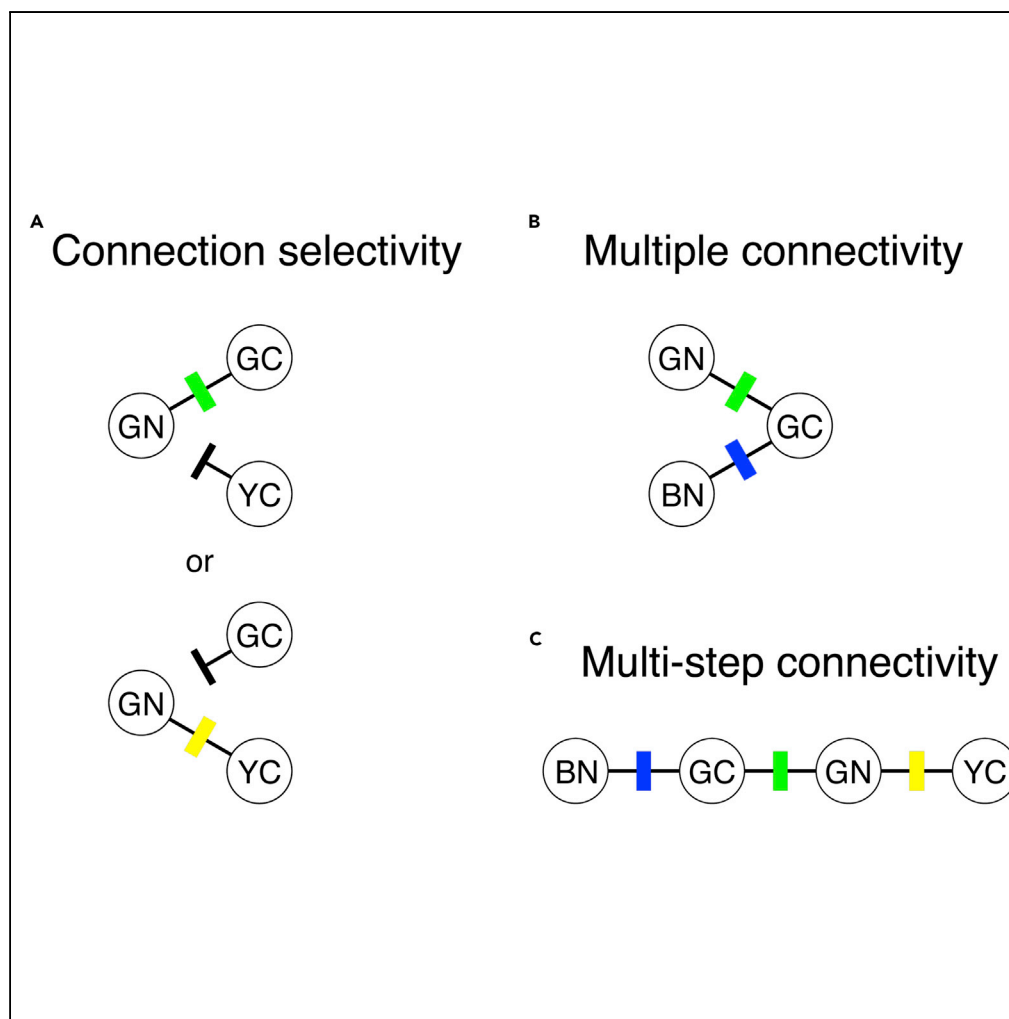 A
Connection selectivity
GC
GN
YC
or
GC
GN
YC
B
Multiple connectivity
GN
GC
BN
C
Multi-step connectivity
BN GC GN YC